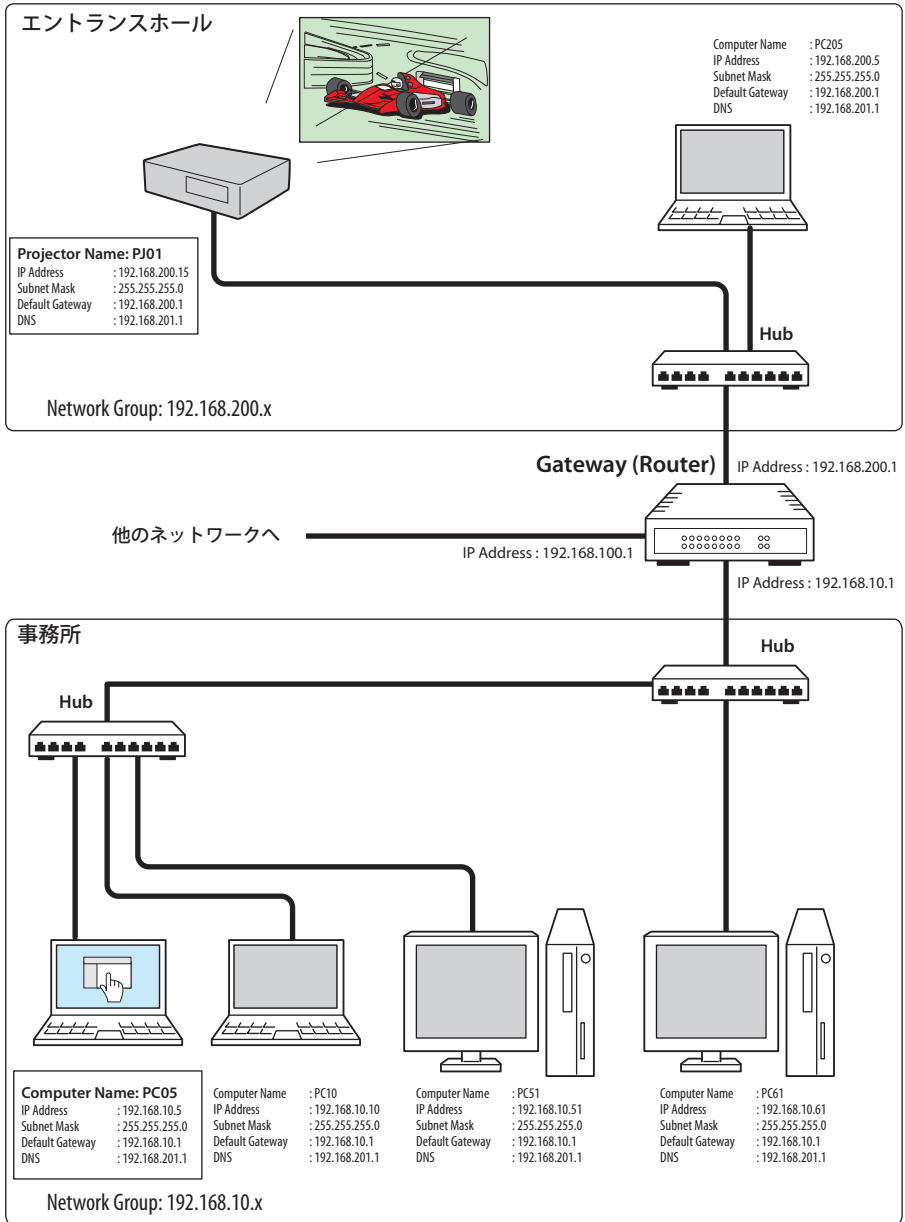 エントランスホール
Computer Name : PC205
IP Address : 192.168.200.5
Subnet Mask : 255.255.255.0
Default Gateway : 192.168.200.1
DNS : 192.168.201.1
Projector Name: PJ01
IP Address : 192.168.200.15
Subnet Mask : 255.255.255.0
Default Gateway : 192.168.200.1
DNS : 192.168.201.1
Hub
Network Group: 192.168.200.x
Gateway (Router)
IP Address : 192.168.200.1
他のネットワークへ
IP Address : 192.168.100.1
IP Address : 192.168.10.1
事務所
Hub
Hub
Computer Name: PC05
IP Address : 192.168.10.5
Subnet Mask : 255.255.255.0
Default Gateway : 192.168.10.1
DNS : 192.168.201.1
Computer Name : PC10
IP Address : 192.168.10.10
Subnet Mask : 255.255.255.0
Default Gateway : 192.168.10.1
DNS : 192.168.201.1
Computer Name : PC51
IP Address : 192.168.10.51
Subnet Mask : 255.255.255.0
Default Gateway : 192.168.10.1
DNS : 192.168.201.1
Computer Name : PC61
IP Address : 192.168.10.61
Subnet Mask : 255.255.255.0
Default Gateway : 192.168.10.1
DNS : 192.168.201.1
Network Group: 192.168.10.x